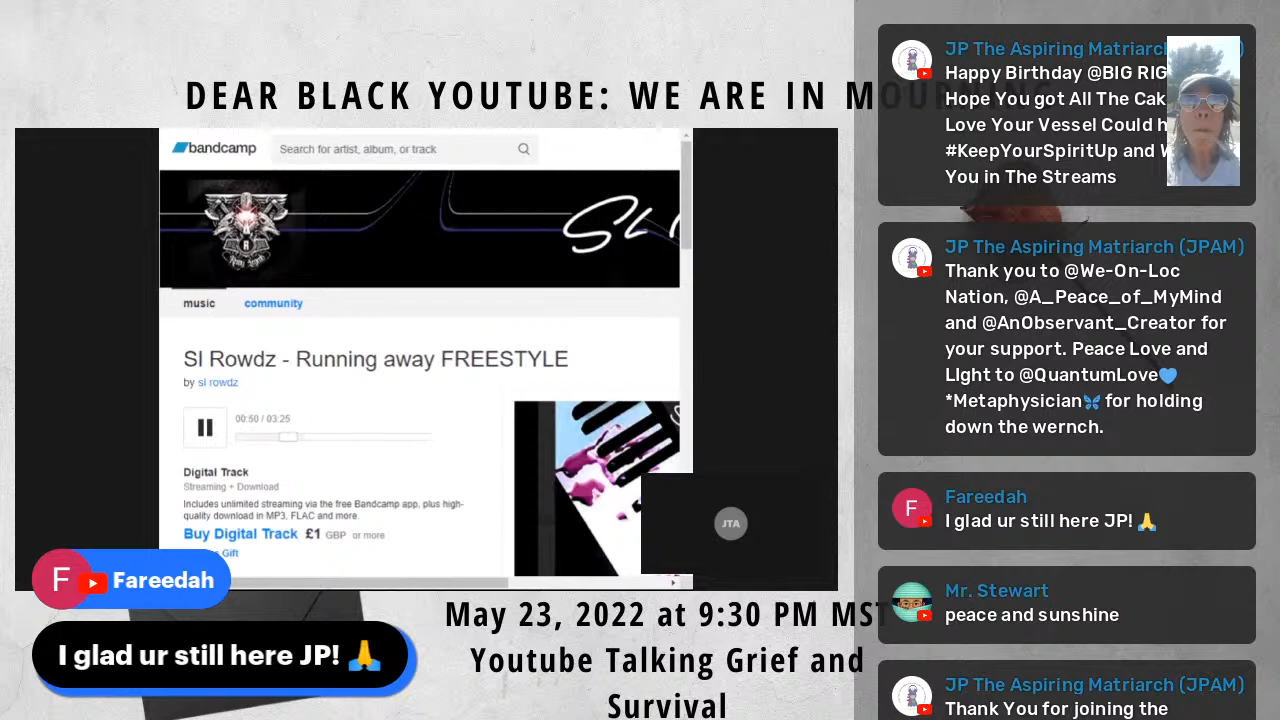 DEAR BLACK YOUTUBE: WE ARE IN MOURNING
bandcamp
Search for artist, album, or track
music
community
Sl Rowdz - Running away FREESTYLE
by sl rowdz
00:50 / 03:25
Digital Track
Streaming + Download
Includes unlimited streaming via the free Bandcamp app, plus high-
quality download in MP3, FLAC and more.
Buy Digital Track £1 GBP or more
Gift
JTA
F
Fareedah
I glad ur still here JP! 🙏
May 23, 2022 at 9:30 PM MST
Youtube Talking Grief and
Survival
JP The Aspiring Matriarch
Happy Birthday @BIG RIG
Hope You got All The Cak
Love Your Vessel Could h
#KeepYourSpiritUp and W
You in The Streams
JP The Aspiring Matriarch (JPAM)
Thank you to @We-On-Loc
Nation, @A_Peace_of_MyMind
and @AnObservant_Creator for
your support. Peace Love and
LIght to @QuantumLove💙
*Metaphysician🦋 for holding
down the wernch.
F
Fareedah
I glad ur still here JP! 🙏
Mr. Stewart
peace and sunshine
JP The Aspiring Matriarch (JPAM)
Thank You for joining the